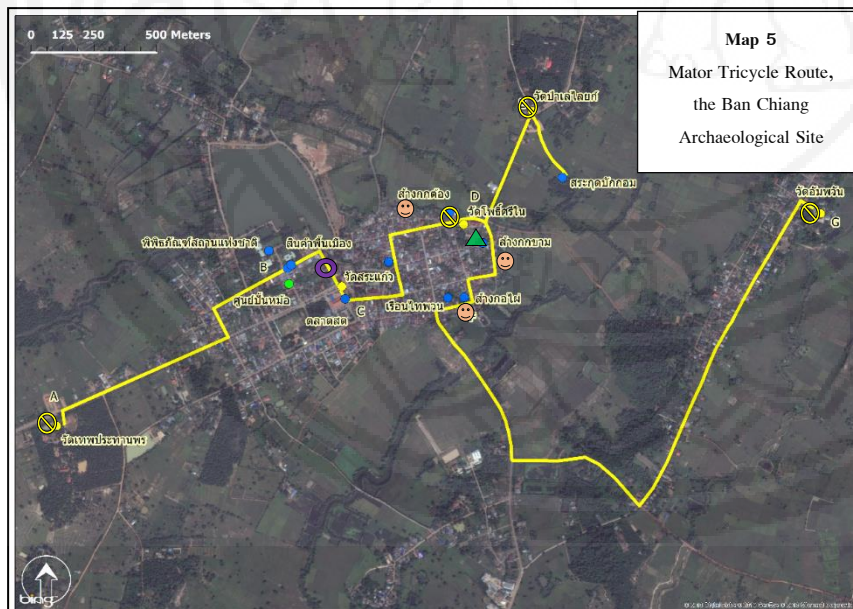 0 125 250 500 Meters
Map 5
Mator Tricycle Route,
the Ban Chiang
Archaeological Site
วัดป่าเลไลยก์
สระกุดบักกอม
วัดอัมพวัน
G
ล่างกกค้อง
D
วัดโพธิ์ศรีใน
ล่างกกขาม
พิพิธภัณฑ์สถานแห่งชาติ
สินค้าพื้นเมือง
B
วัดสระแก้ว
ศูนย์ปั้นหม้อ
C
ตลาดสด
เรือนไทพวน
ล่างกอไผ่
A
วัดเทพประทานพร
bing